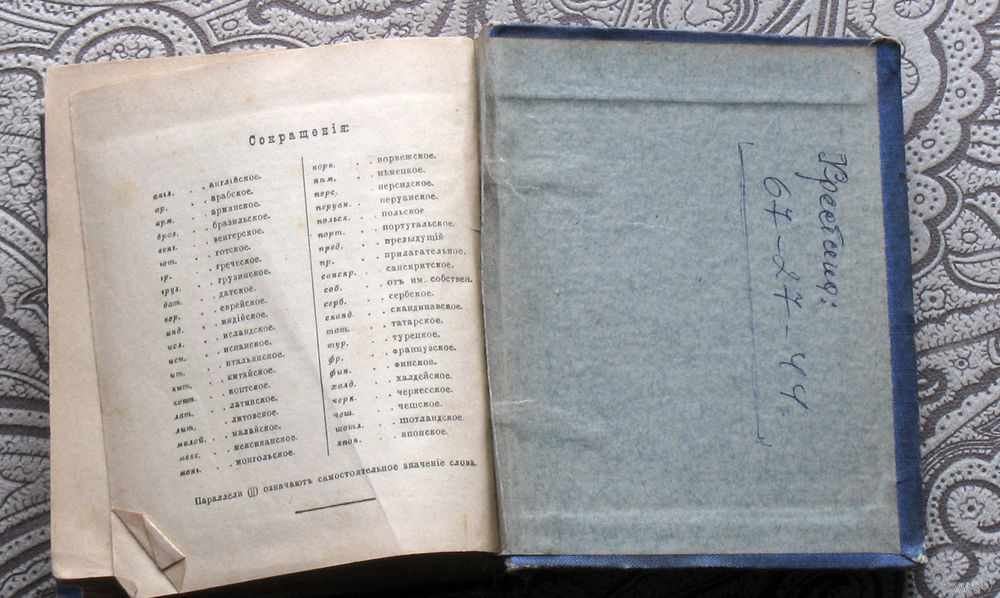 Сокращенія:
англ. . . англійское.
ар. . . арабское.
арм. . . армянское.
браз. . . бразильское.
венг. . . венгерское.
гот. . . готское.
гр. . . греческое.
груз. . . грузинское.
дат. . . датское.
евр. . . еврейское.
инд. . . индійское.
исл. . . исландское.
исп. . . испанское.
ит. . . итальянское.
кит. . . китайское.
копт. . . коптское.
лат. . . латинское.
лит. . . литовское.
малай. . . малайское.
мекс. . . мексиканское.
монг. . . монгольское.
норв. . . норвежское.
нѣм. . . нѣмецкое.
перс. . . персидское.
перуан. . . перуанское.
польск. . . польское
порт. . . португальское.
пред. . . предыдущій
пр. . . прилагательное.
санскр. . . санскритское.
соб. . . отъ им. собствен.
серб. . . сербское.
сканд. . . скандинавское.
тат. . . татарское.
тур. . . турецкое.
фр. . . французское.
фин. . . финское.
халд. . . халдейское.
черк. . . черкесское.
чеш. . . чешское.
шотл. . . шотландское.
япон. . . японское.
Параллели (||) означаютъ самостоятельное значеніе слова.
67-27-44